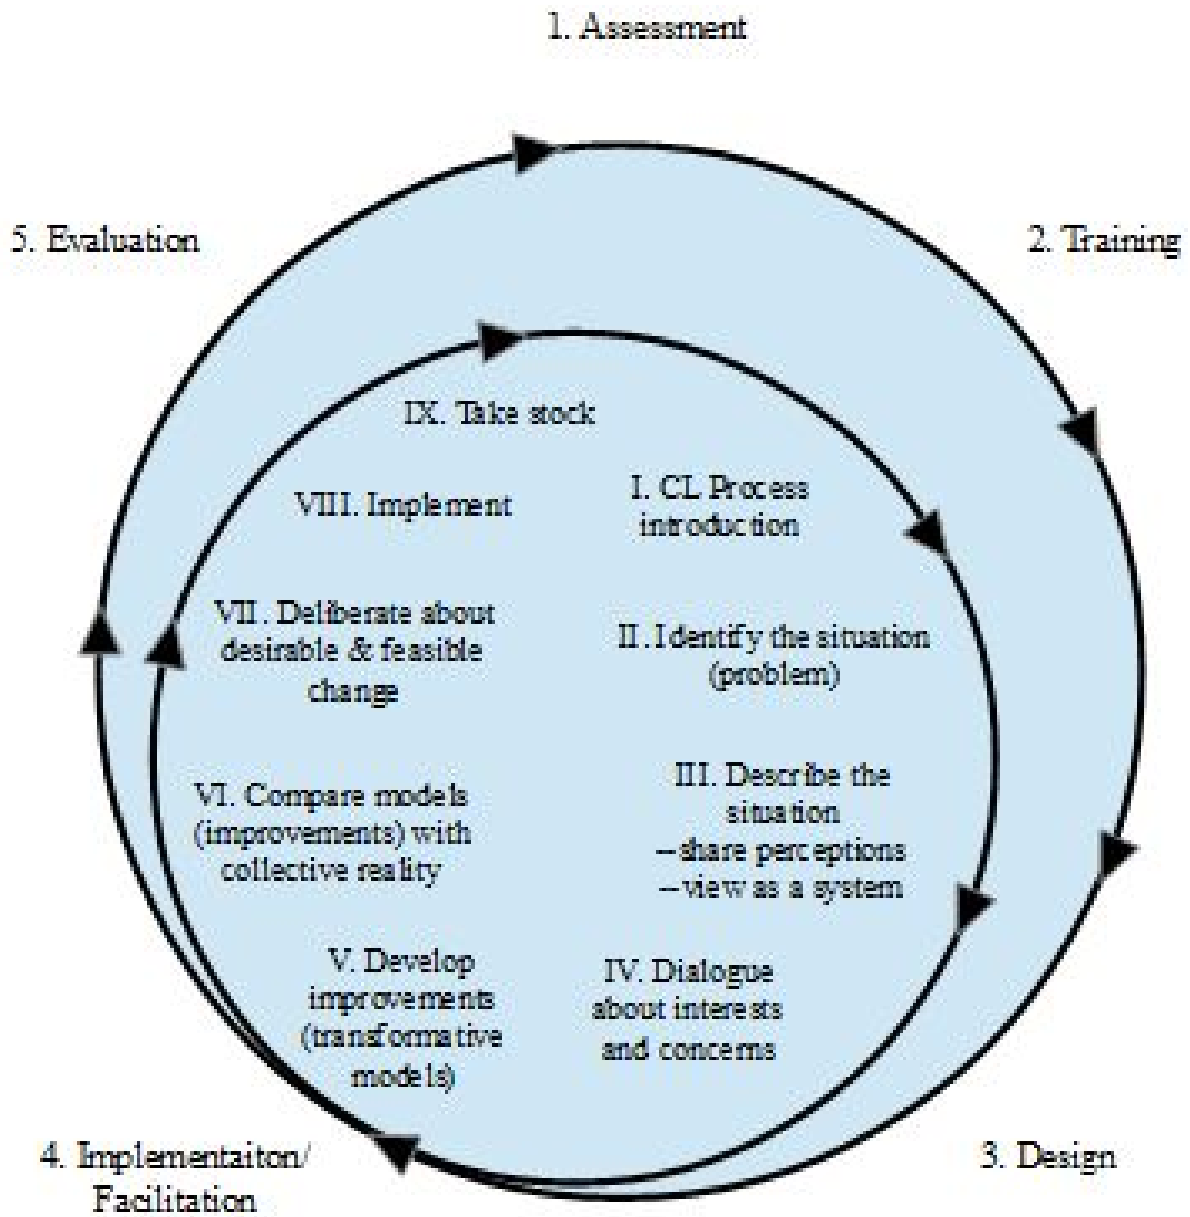 1. Assessment
5. Evaluation
2. Training
IX. Take stock
VIII. Implement
I. CL Process
introduction
VII. Deliberate about
desirable & feasible
change
II. Identify the situation
(problem)
III. Describe the
situation
--share perceptions
--view as a system
VI. Compare models
(improvements) with
collective reality
V. Develop
improvements
(transformative
models)
IV. Dialogue
about interests
and concerns
4. Implementaiton/
Facilitation
3. Design